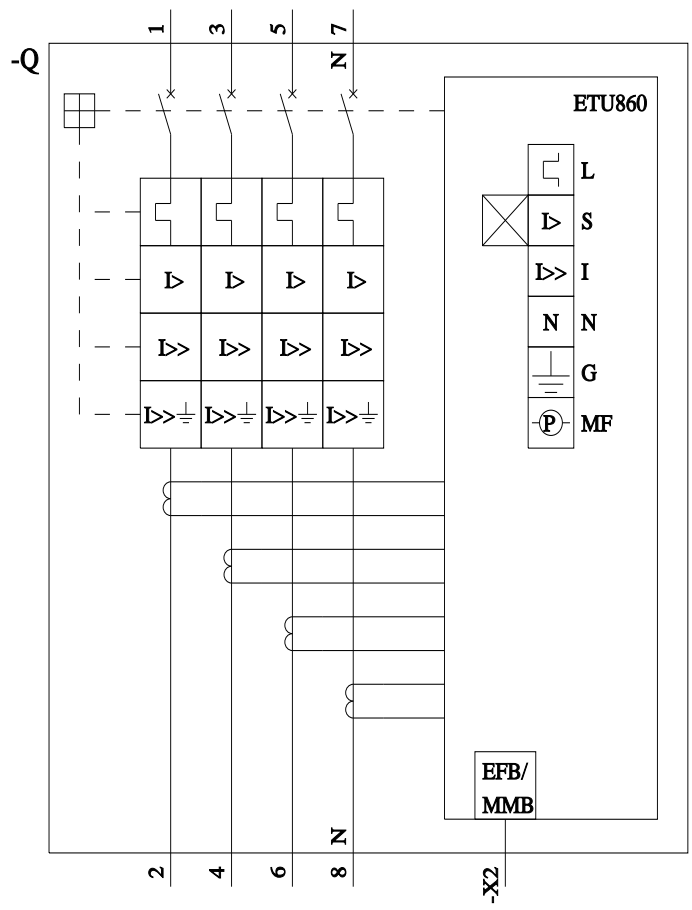 1 3 5 7
N
-Q
ETU860
L
I> I> I> I>
I> S
I>> I>> I>> I>>
I>> I
N N
G
I>> I>> I>> I>>
P MF
EFB/
MMB
N
2 4 6 8
-X2